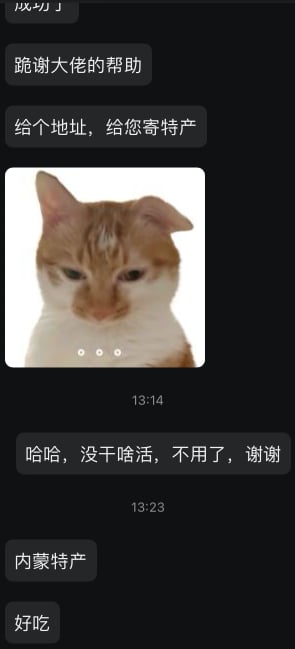 成功了
跪谢大佬的帮助
给个地址，给您寄特产
13:14
哈哈，没干啥活，不用了，谢谢
13:23
内蒙特产
好吃